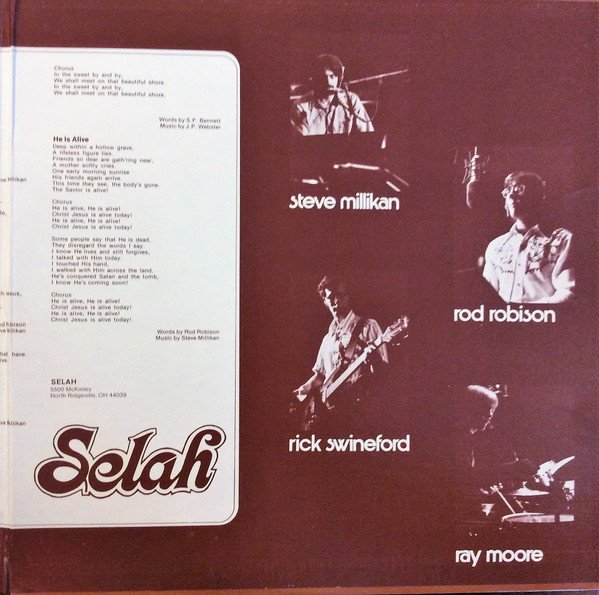 Chorus
In the sweet by and by,
We shall meet on that beautiful shore.
In the sweet by and by,
We shall meet on that beautiful shore.
Words by S.F. Bennett
Music by J.P. Webster
He Is Alive
Deep within a hollow grave,
A lifeless figure lies.
Friends so dear are gath'ring near,
A mother softly cries.
One early morning sunrise
His friends again arrive.
This time they see, the body's gone.
The Savior is alive!
Chorus
He is alive, He is alive!
Christ Jesus is alive today!
He is alive, He is alive!
Christ Jesus is alive today!
Some people say that He is dead,
They disregard the words I say.
I know He lives and still forgives,
I talked with Him today.
I touched His hand,
I walked with Him across the land.
He's conquered Satan and the tomb,
I know He's coming soon!
Chorus
He is alive, He is alive!
Christ Jesus is alive today!
He is alive, He is alive!
Christ Jesus is alive today!
Words by Rod Robison
Music by Steve Millikan
SELAH
5600 McKinley
North Ridgeville, OH 44039
Selah
steve millikan
rod robison
rick swineford
ray moore